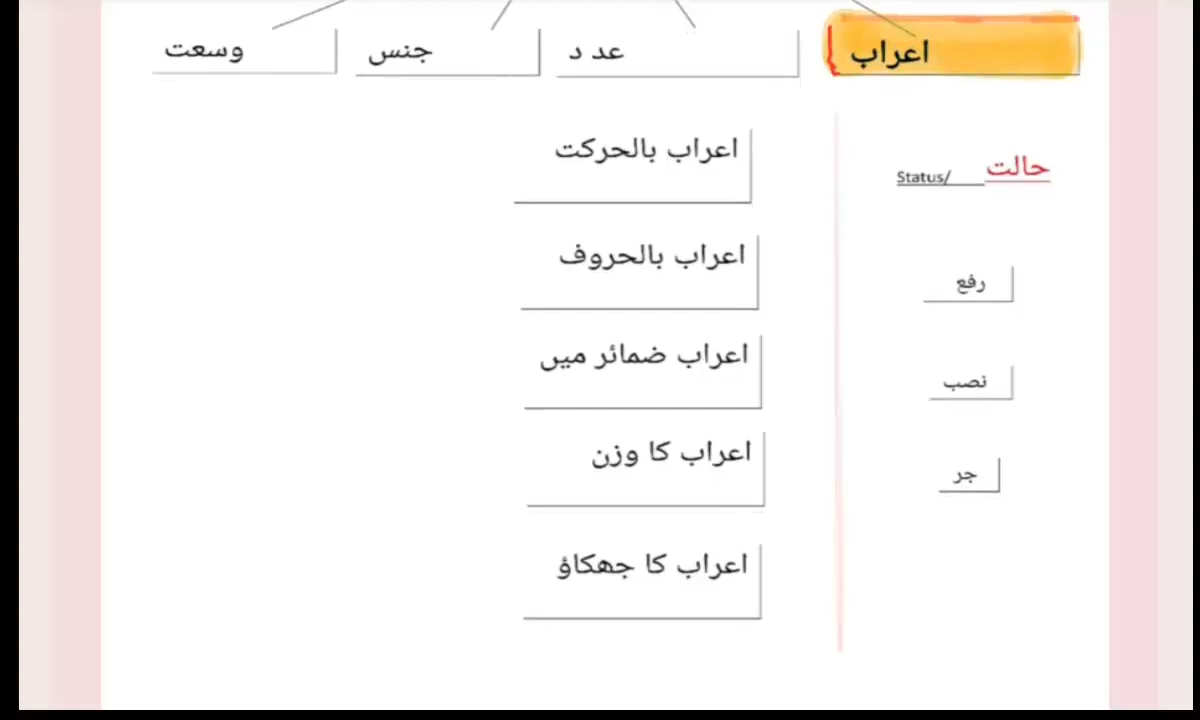 اعراب
عد د
جنس
وسعت
حالت Status/
رفع
نصب
جر
اعراب بالحرکت
اعراب بالحروف
اعراب ضمائر میں
اعراب کا وزن
اعراب کا جھکاؤ